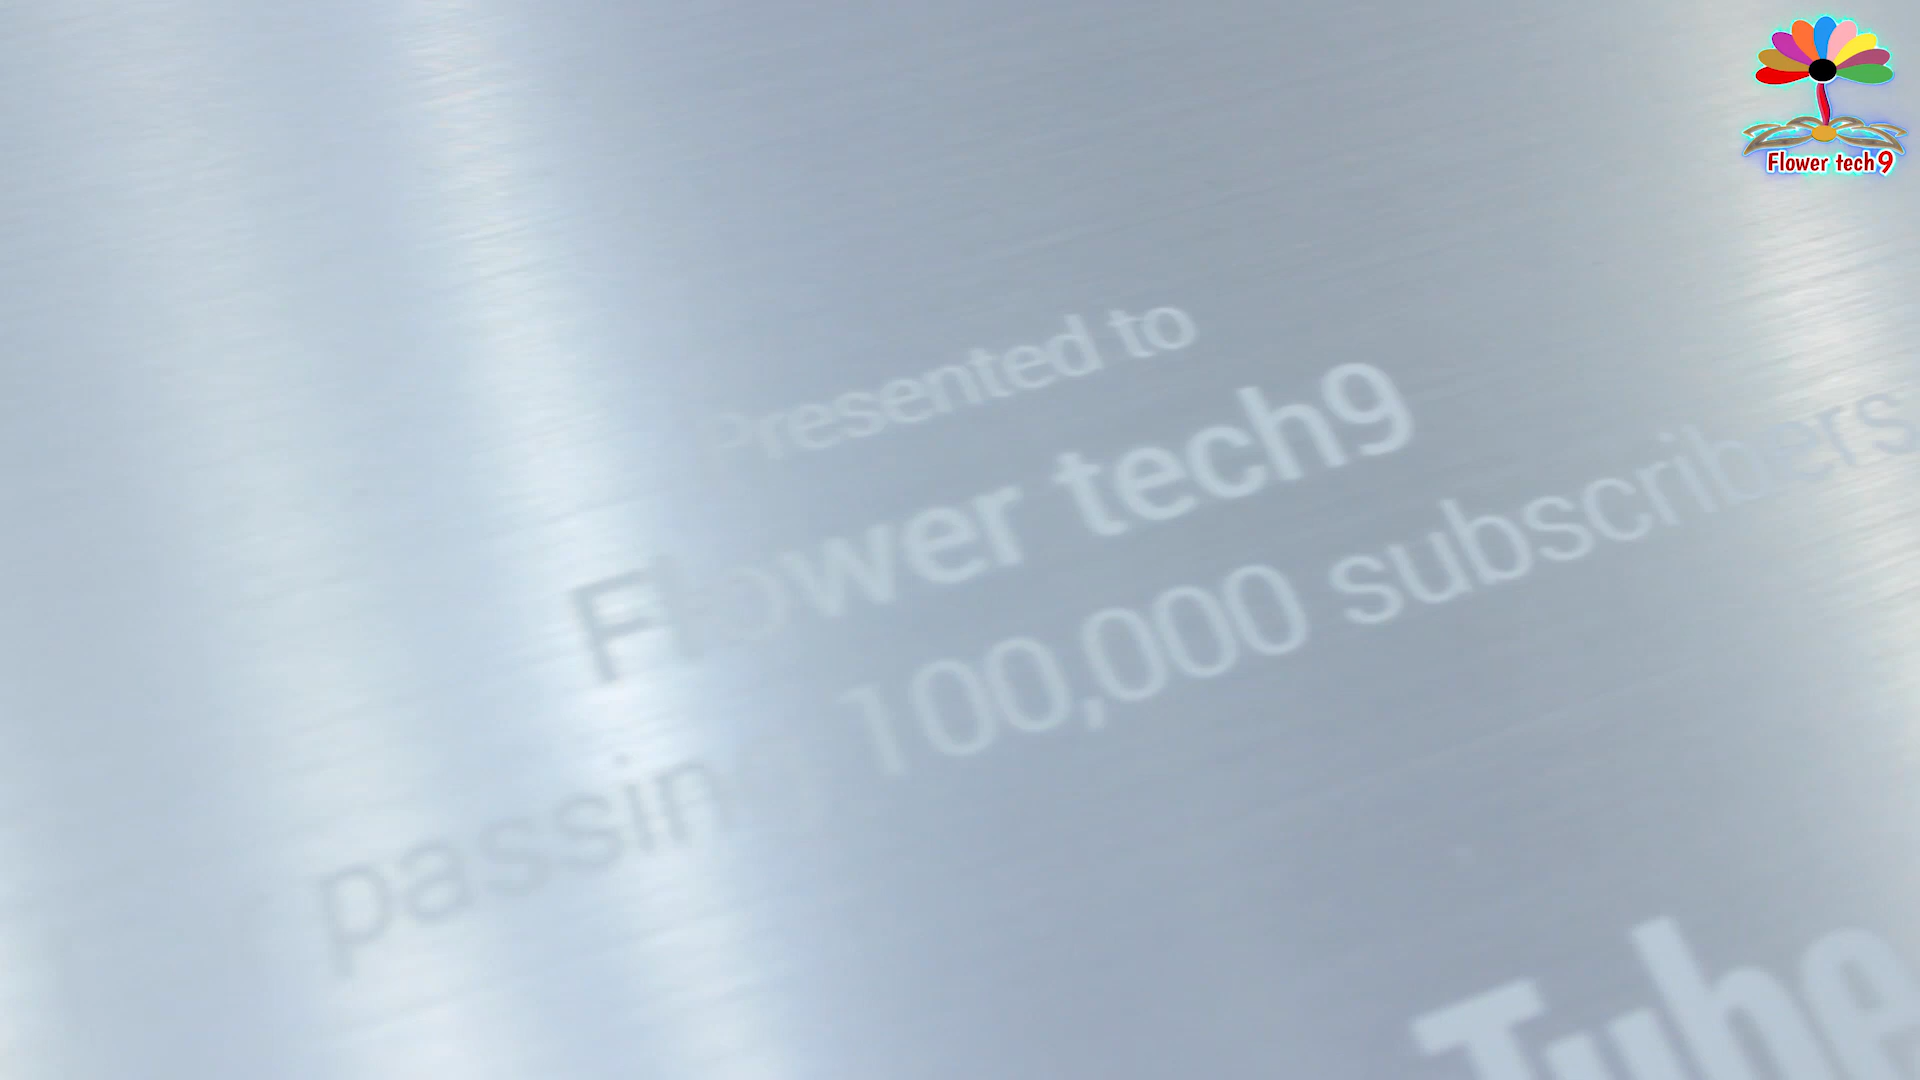 Flower tech9
Presented to
Flower tech9
passing 100,000 subscribers
Tube